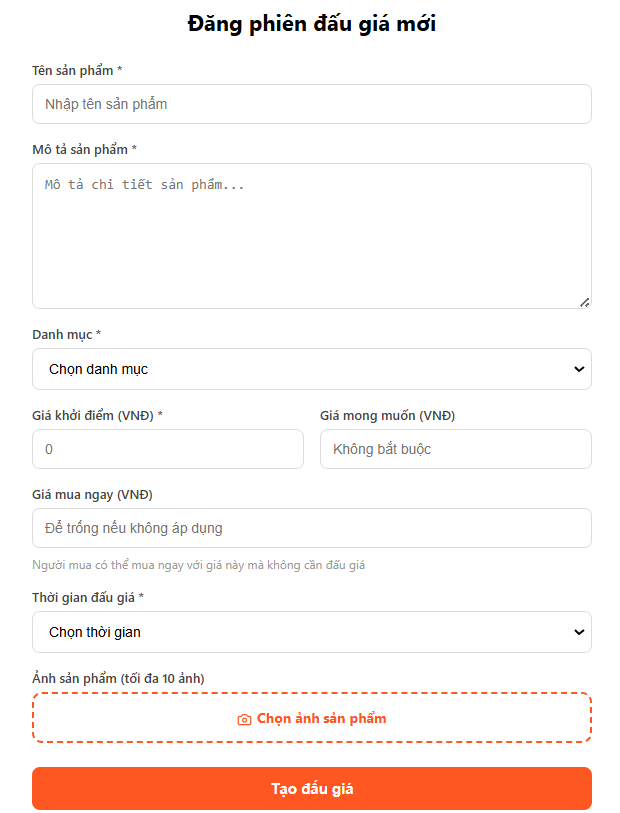 Đăng phiên đấu giá mới
Tên sản phẩm *
Nhập tên sản phẩm
Mô tả sản phẩm *
Mô tả chi tiết sản phẩm...
Danh mục *
Chọn danh mục
Giá khởi điểm (VNĐ) *
Giá mong muốn (VNĐ)
0
Không bắt buộc
Giá mua ngay (VNĐ)
Để trống nếu không áp dụng
Người mua có thể mua ngay với giá này mà không cần đấu giá
Thời gian đấu giá *
Chọn thời gian
Ảnh sản phẩm (tối đa 10 ảnh)
Chọn ảnh sản phẩm
Tạo đấu giá